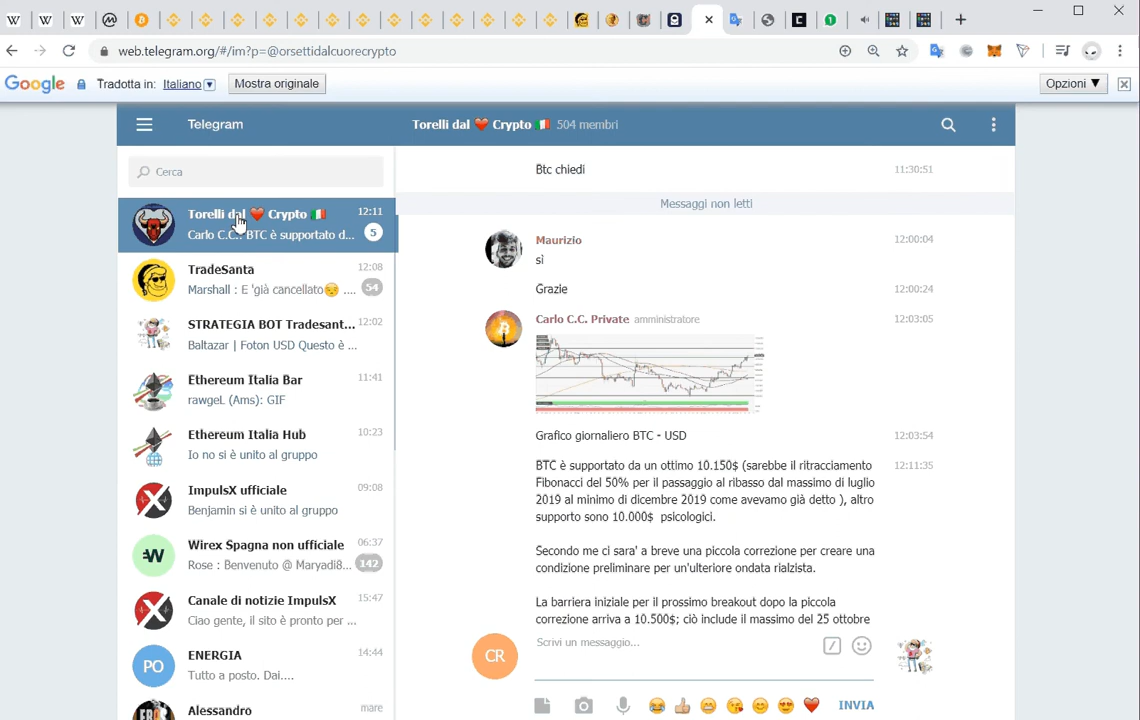 web.telegram.org/#/im?p=@orsettidalcuorecrypto
Google Tradotta in: Italiano Mostra originale Opzioni
Telegram
Torelli dal ❤️ Crypto 🇮🇹 504 membri
Cerca
Torelli dal ❤️ Crypto 🇮🇹 12:11
Carlo C.C. BTC è supportato d... 5
TradeSanta 12:08
Marshall : E 'già cancellato😏 .... 54
STRATEGIA BOT Tradesant... 12:02
Baltazar | Foton USD Questo è ...
Ethereum Italia Bar 11:41
rawgeL (Ams): GIF
Ethereum Italia Hub 10:23
Io no si è unito al gruppo
ImpulsX ufficiale 09:08
Benjamin si è unito al gruppo
Wirex Spagna non ufficiale 06:37
Rose : Benvenuto @ Maryadi8... 142
Canale di notizie ImpulsX 15:47
Ciao gente, il sito è pronto per ...
PO
ENERGIA 14:44
Tutto a posto. Dai....
Alessandro mare
Btc chiedi 11:30:51
Messaggi non letti
Maurizio 12:00:04
sì
Grazie 12:00:24
Carlo C.C. Private amministratore 12:03:05
Grafico giornaliero BTC - USD 12:03:54
BTC è supportato da un ottimo 10.150$ (sarebbe il ritracciamento 12:11:35
Fibonacci del 50% per il passaggio al ribasso dal massimo di luglio
2019 al minimo di dicembre 2019 come avevamo già detto ), altro
supporto sono 10.000$ psicologici.
Secondo me ci sara' a breve una piccola correzione per creare una
condizione preliminare per un'ulteriore ondata rialzista.
La barriera iniziale per il prossimo breakout dopo la piccola
correzione arriva a 10.500$; ciò include il massimo del 25 ottobre
CR
Scrivi un messaggio...
INVIA